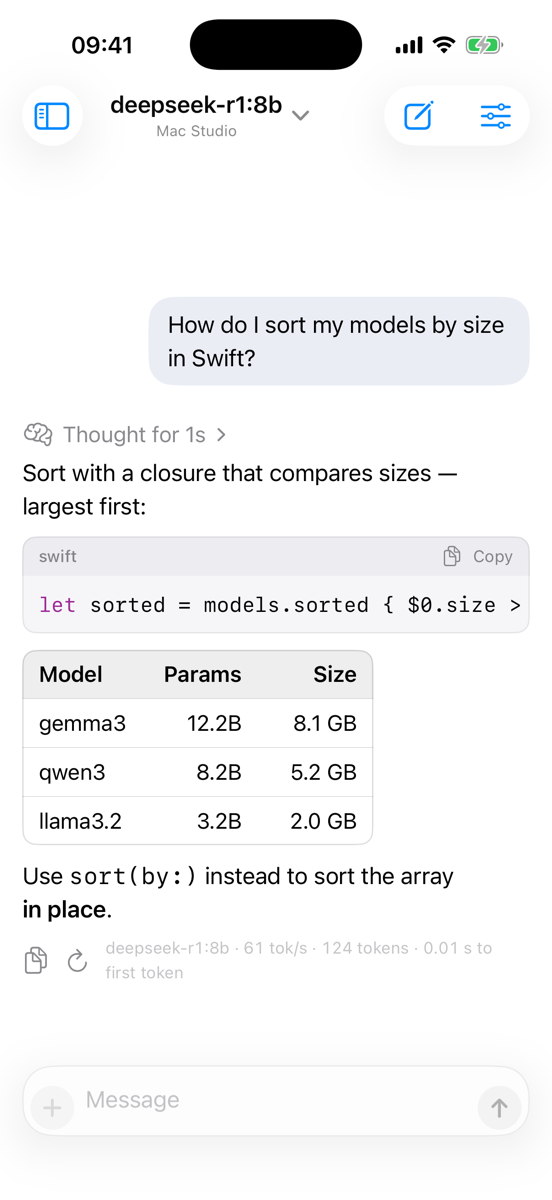 09:41
deepseek-r1:8b
Mac Studio
How do I sort my models by size
in Swift?
Thought for 1s
Sort with a closure that compares sizes —
largest first:
swift
Copy
let sorted = models.sorted { $0.size >
Model Params Size
gemma3 12.2B 8.1 GB
qwen3 8.2B 5.2 GB
llama3.2 3.2B 2.0 GB
Use sort(by:) instead to sort the array
in place.
deepseek-r1:8b · 61 tok/s · 124 tokens · 0.01 s to
first token
Message